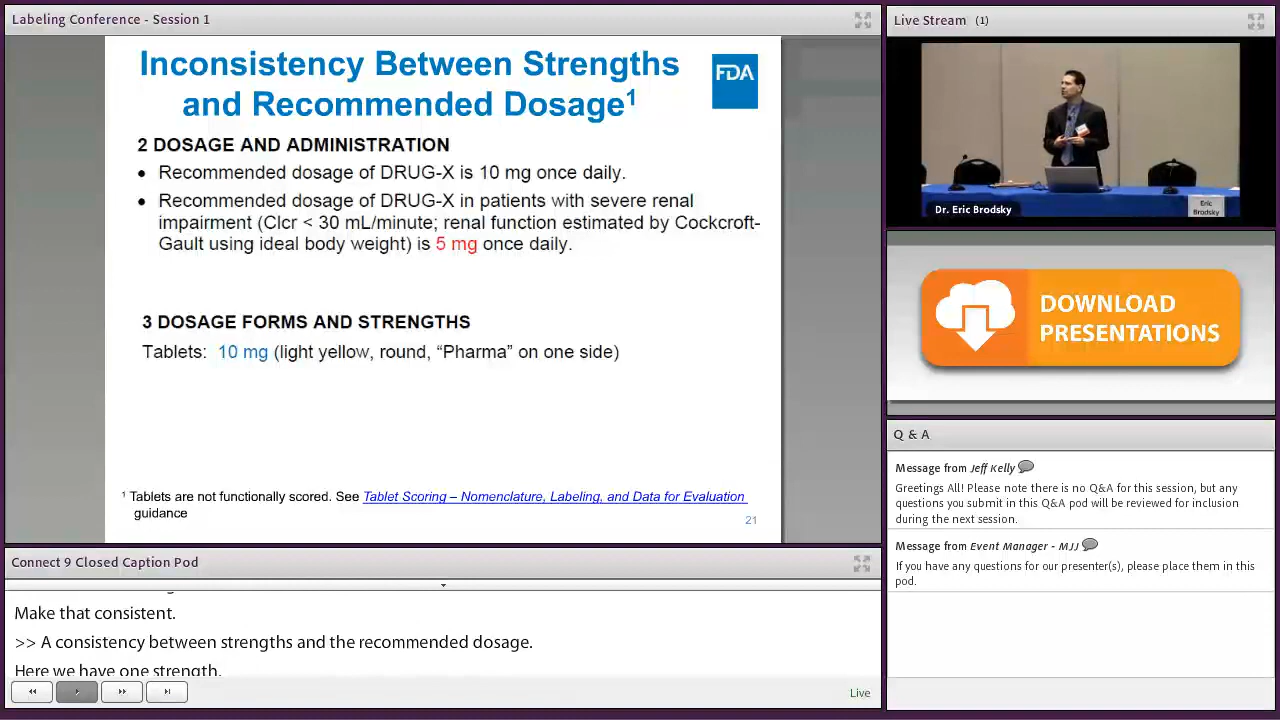 Labeling Conference - Session 1
Inconsistency Between Strengths
and Recommended Dosage1
FDA
2 DOSAGE AND ADMINISTRATION
• Recommended dosage of DRUG-X is 10 mg once daily.
• Recommended dosage of DRUG-X in patients with severe renal
impairment (Clcr < 30 mL/minute; renal function estimated by Cockcroft-
Gault using ideal body weight) is 5 mg once daily.
3 DOSAGE FORMS AND STRENGTHS
Tablets: 10 mg (light yellow, round, “Pharma” on one side)
1 Tablets are not functionally scored. See Tablet Scoring – Nomenclature, Labeling, and Data for Evaluation
guidance
21
Connect 9 Closed Caption Pod
Make that consistent.
>> A consistency between strengths and the recommended dosage.
Here we have one strength.
Live
Live Stream (1)
Dr. Eric Brodsky
Eric
Brodsky
DOWNLOAD
PRESENTATIONS
Q & A
Message from Jeff Kelly
Greetings All! Please note there is no Q&A for this session, but any
questions you submit in this Q&A pod will be reviewed for inclusion
during the next session.
Message from Event Manager - MJJ
If you have any questions for our presenter(s), please place them in this
pod.